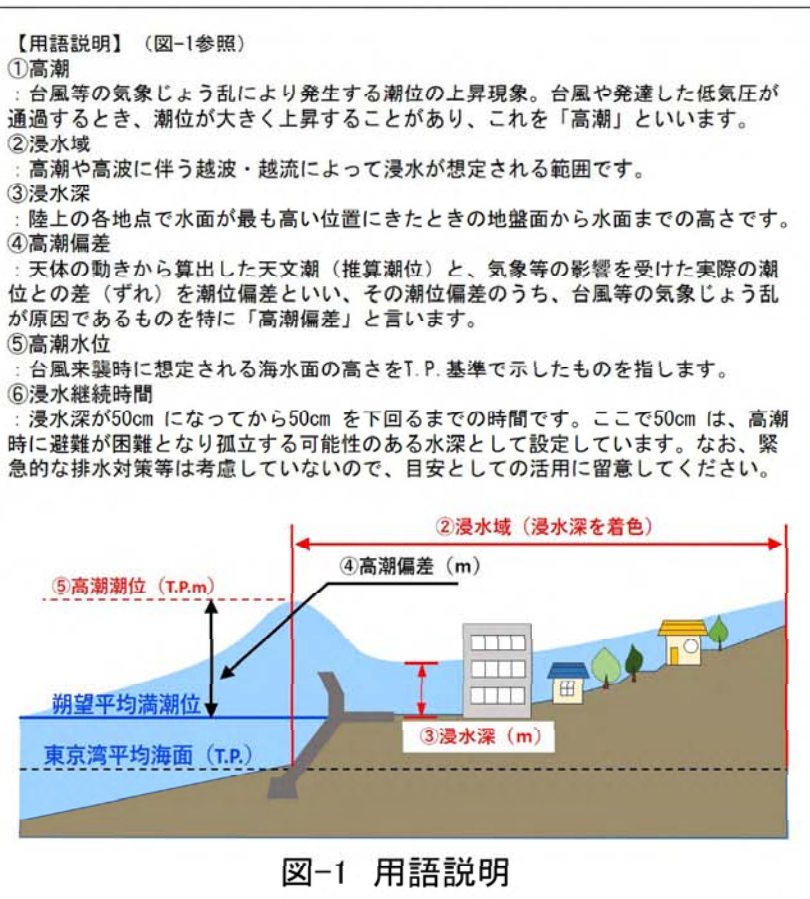 【用語説明】（図-1参照）
①高潮
：台風等の気象じょう乱により発生する潮位の上昇現象。台風や発達した低気圧が
通過するとき、潮位が大きく上昇することがあり、これを「高潮」といいます。
②浸水域
：高潮や高波に伴う越波・越流によって浸水が想定される範囲です。
③浸水深
：陸上の各地点で水面が最も高い位置にきたときの地盤面から水面までの高さです。
④高潮偏差
：天体の動きから算出した天文潮（推算潮位）と、気象等の影響を受けた実際の潮
位との差（ずれ）を潮位偏差といい、その潮位偏差のうち、台風等の気象じょう乱
が原因であるものを特に「高潮偏差」と言います。
⑤高潮水位
：台風来襲時に想定される海水面の高さをT.P.基準で示したものを指します。
⑥浸水継続時間
：浸水深が50cm になってから50cm を下回るまでの時間です。ここで50cm は、高潮
時に避難が困難となり孤立する可能性のある水深として設定しています。なお、緊
急的な排水対策等は考慮していないので、目安としての活用に留意してください。
②浸水域（浸水深を着色）
④高潮偏差（m）
⑤高潮潮位（T.P.m）
朔望平均満潮位
③浸水深（m）
東京湾平均海面（T.P.）
図-1 用語説明